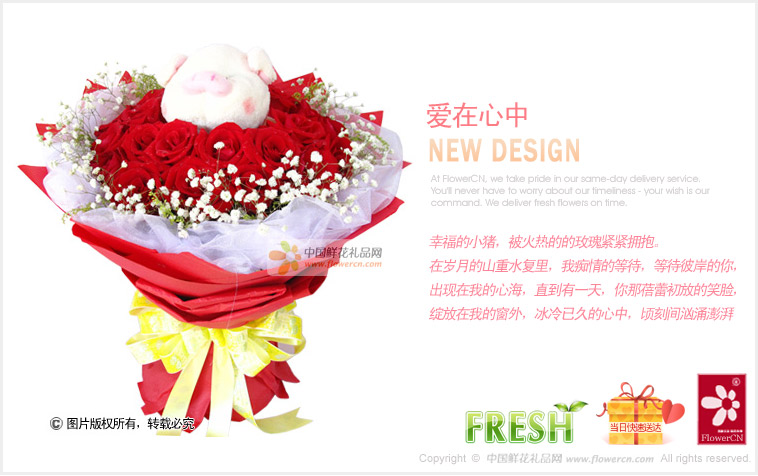 爱在心中
NEW DESIGN
At FlowerCN, we take pride in our same-day delivery service.
You'll never have to worry about our timeliness - your wish is our
command. We deliver fresh flowers on time.
幸福的小猪，被火热的的玫瑰紧紧拥抱。
在岁月的山重水复里，我痴情的等待，等待彼岸的你，
出现在我的心海，直到有一天，你那蓓蕾初放的笑脸，
绽放在我的窗外，冰冷已久的心中，顷刻间汹涌澎湃
中国鲜花礼品网
www.flowercn.com
© 图片版权所有，转载必究
FRESH
当日快速送达
FlowerCN
Copyright © 中国鲜花礼品网 www.flowercn.com All rights reserved.